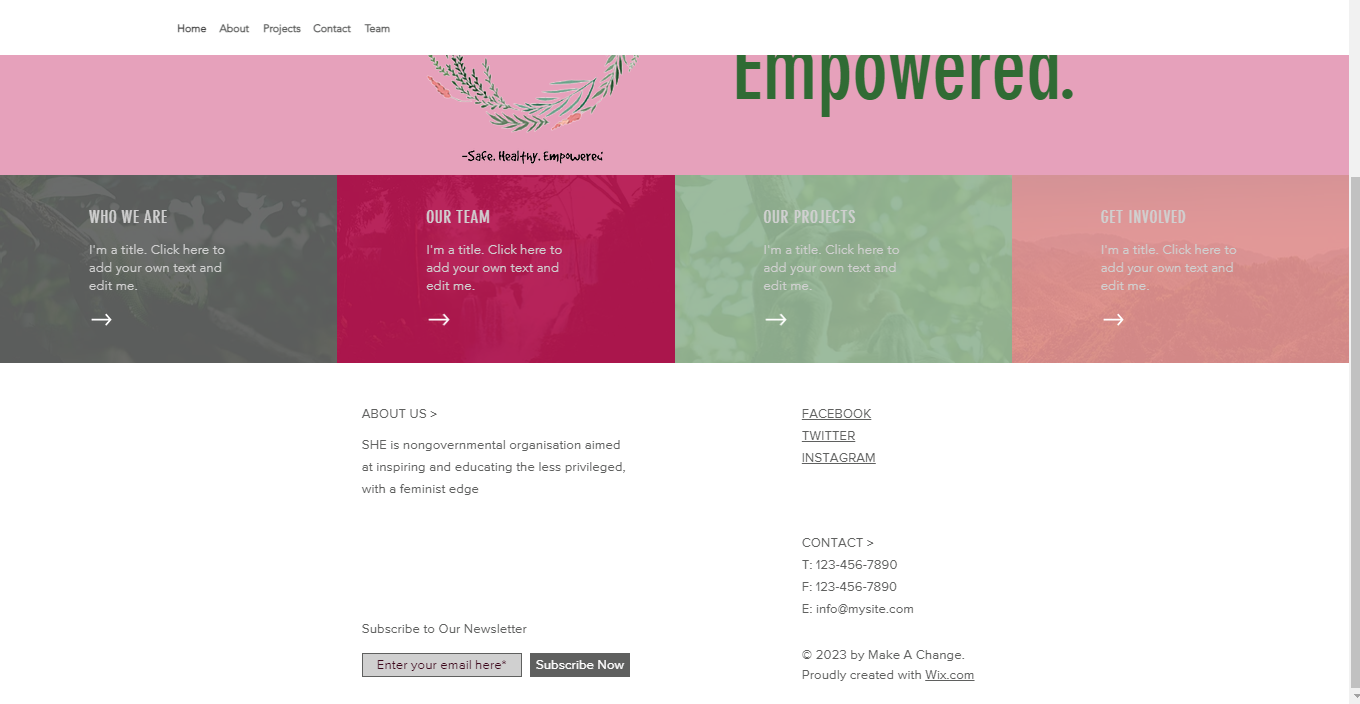 Home About Projects Contact Team
Empowered.
-Safe. Healthy. Empowered
WHO WE ARE
I'm a title. Click here to
add your own text and
edit me.
OUR TEAM
I'm a title. Click here to
add your own text and
edit me.
OUR PROJECTS
I'm a title. Click here to
add your own text and
edit me.
GET INVOLVED
I'm a title. Click here to
add your own text and
edit me.
ABOUT US >
SHE is nongovernmental organisation aimed
at inspiring and educating the less privileged,
with a feminist edge
Subscribe to Our Newsletter
Enter your email here*
Subscribe Now
FACEBOOK
TWITTER
INSTAGRAM
CONTACT >
T: 123-456-7890
F: 123-456-7890
E: info@mysite.com
© 2023 by Make A Change.
Proudly created with Wix.com